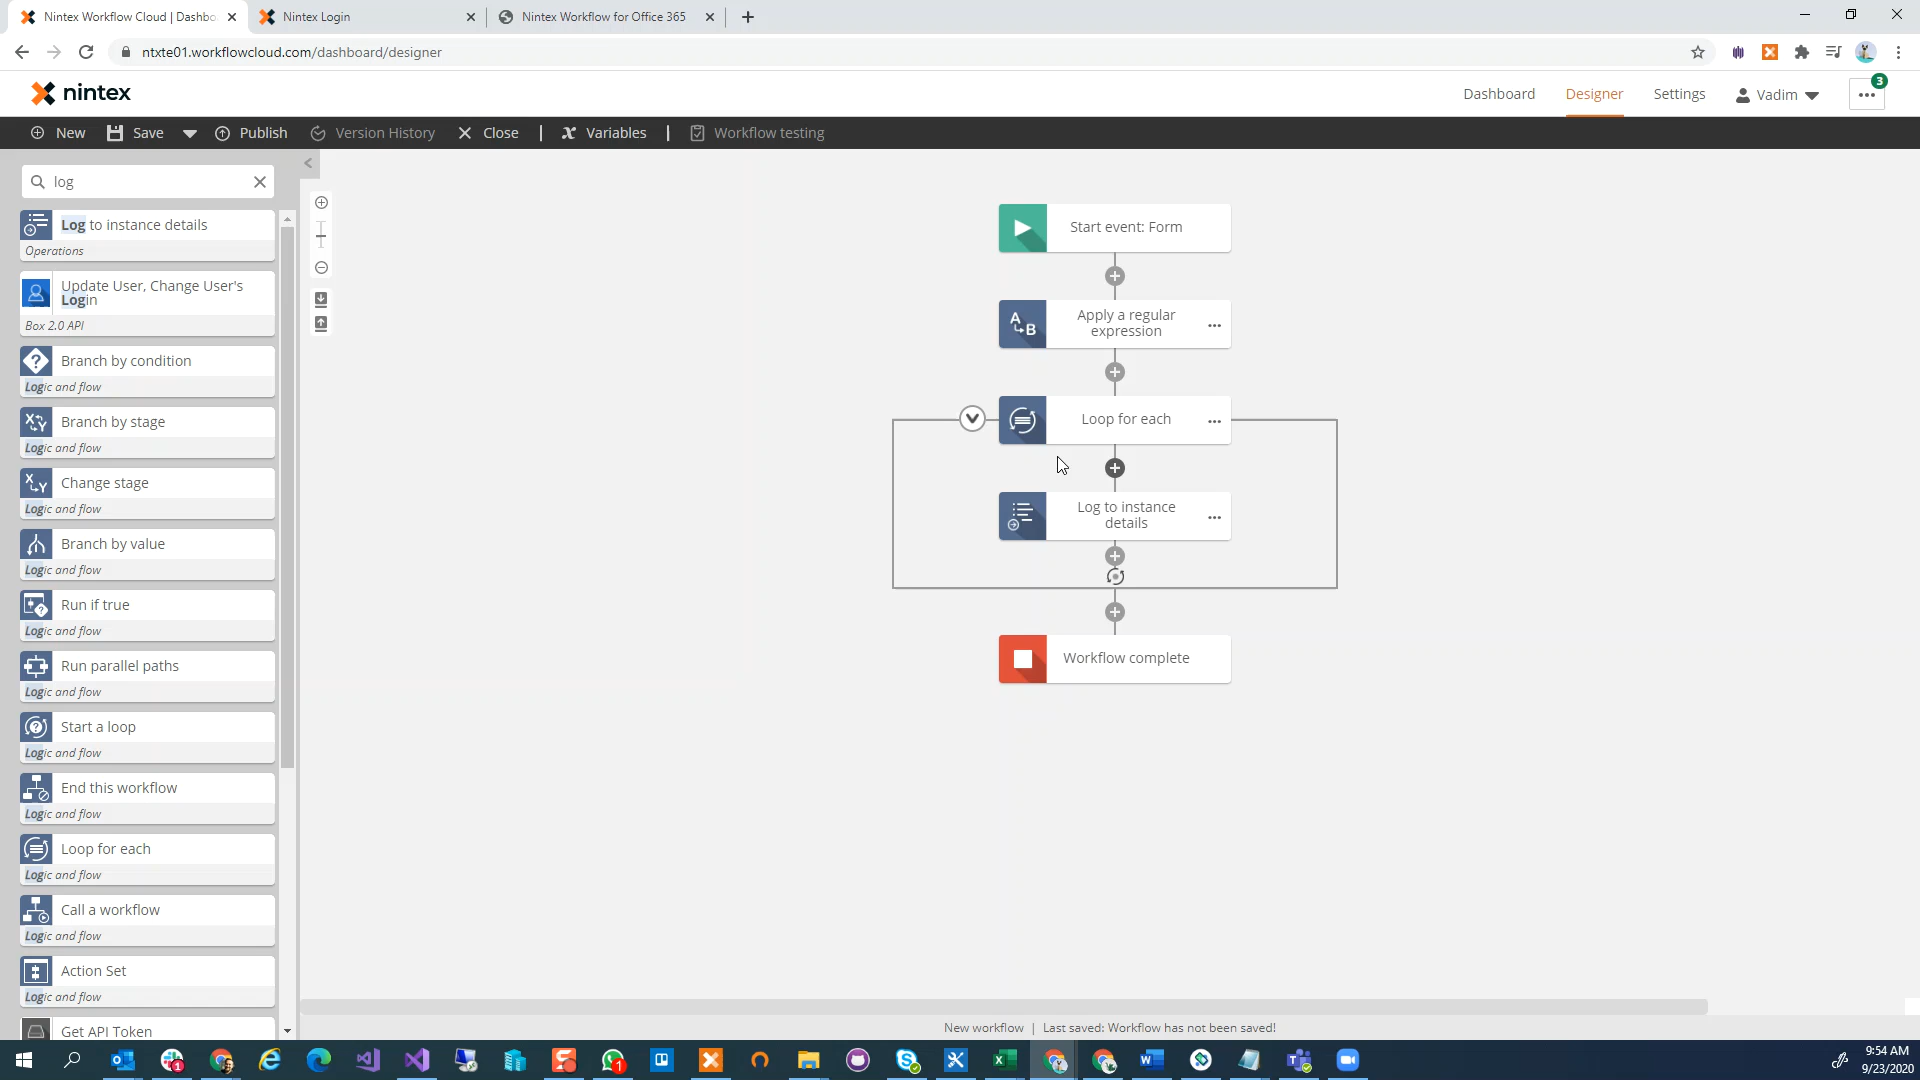 Nintex Workflow Cloud | Dashbo
Nintex Login
Nintex Workflow for Office 365
ntxte01.workflowcloud.com/dashboard/designer
nintex
Dashboard
Designer
Settings
Vadim
3
New
Save
Publish
Version History
Close
Variables
Workflow testing
log
Log to instance details
Operations
Update User, Change User's
Login
Box 2.0 API
Branch by condition
Logic and flow
Branch by stage
Logic and flow
Change stage
Logic and flow
Branch by value
Logic and flow
Run if true
Logic and flow
Run parallel paths
Logic and flow
Start a loop
Logic and flow
End this workflow
Logic and flow
Loop for each
Logic and flow
Call a workflow
Logic and flow
Action Set
Logic and flow
Get API Token
Start event: Form
Apply a regular
expression
Loop for each
Log to instance
details
Workflow complete
New workflow | Last saved: Workflow has not been saved!
9:54 AM
9/23/2020